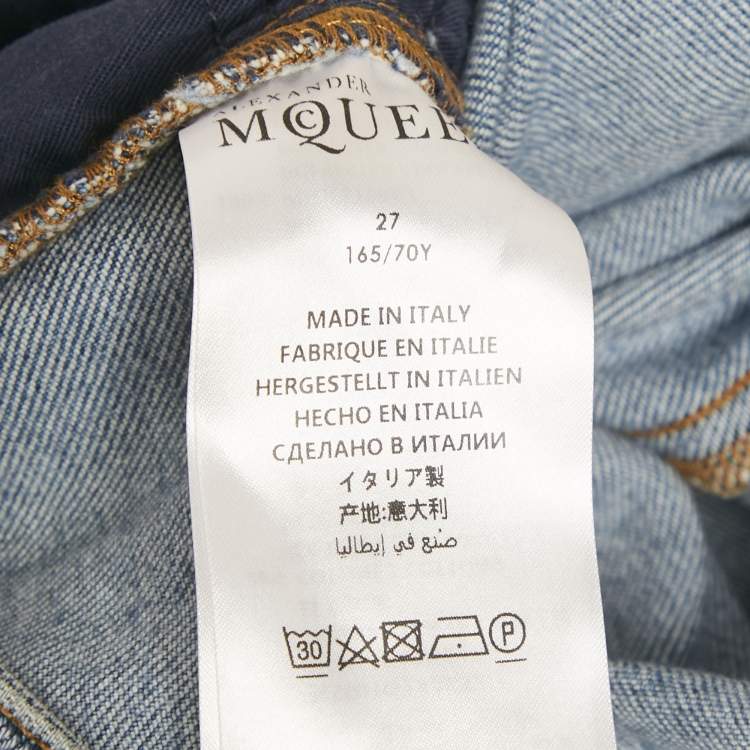 ALEXANDER
MCQUEE
27
165/70Y
MADE IN ITALY
FABRIQUE EN ITALIE
HERGESTELLT IN ITALIEN
HECHO EN ITALIA
СДЕЛАНО В ИТАЛИИ
イタリア製
产地:意大利
صنع في إيطاليا
30 P